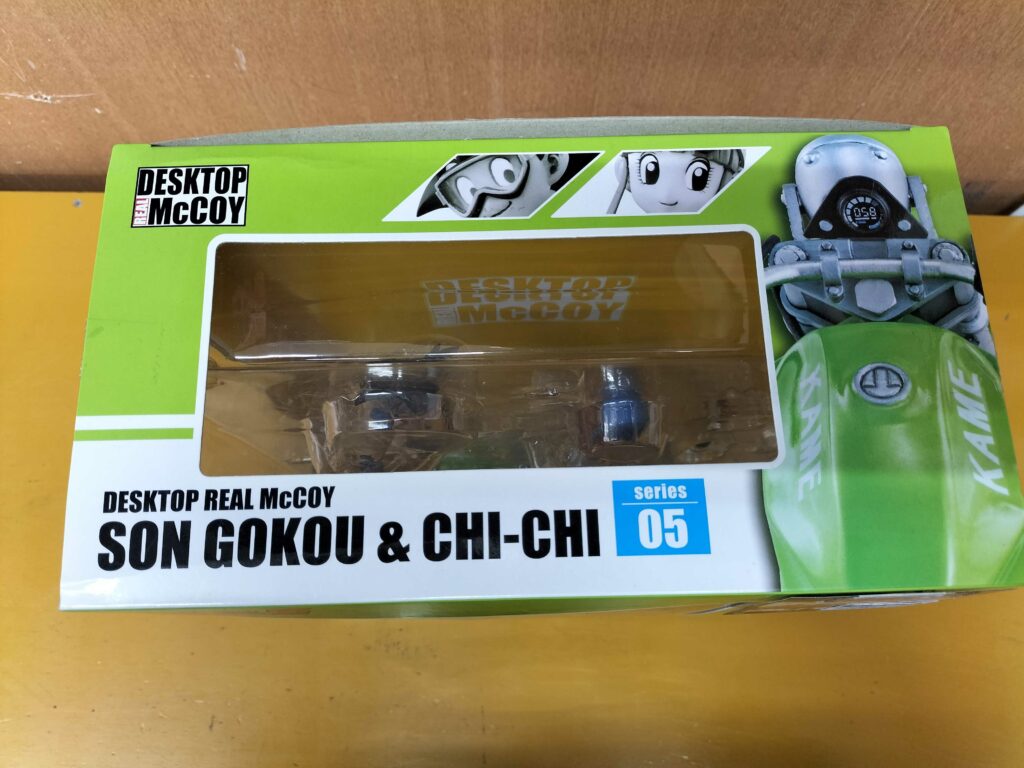 DESKTOP
REAL McCOY
DESKTOP
REAL McCOY
058
KAME
KAME
DESKTOP REAL McCOY
SON GOKOU & CHI-CHI
series
05